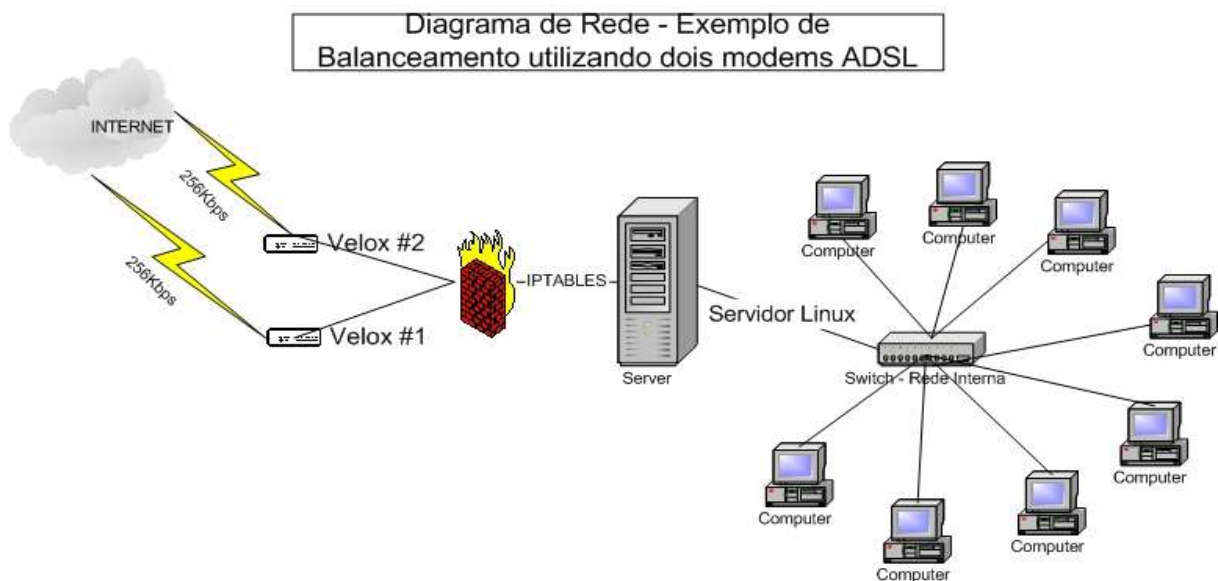 Diagrama de Rede - Exemplo de
Balanceamento utilizando dois modems ADSL
INTERNET
256Kbps
256Kbps
Velox #2
Velox #1
IPTABLES
Server
Servidor Linux
Switch - Rede Interna
Computer
Computer
Computer
Computer
Computer
Computer
Computer
Computer